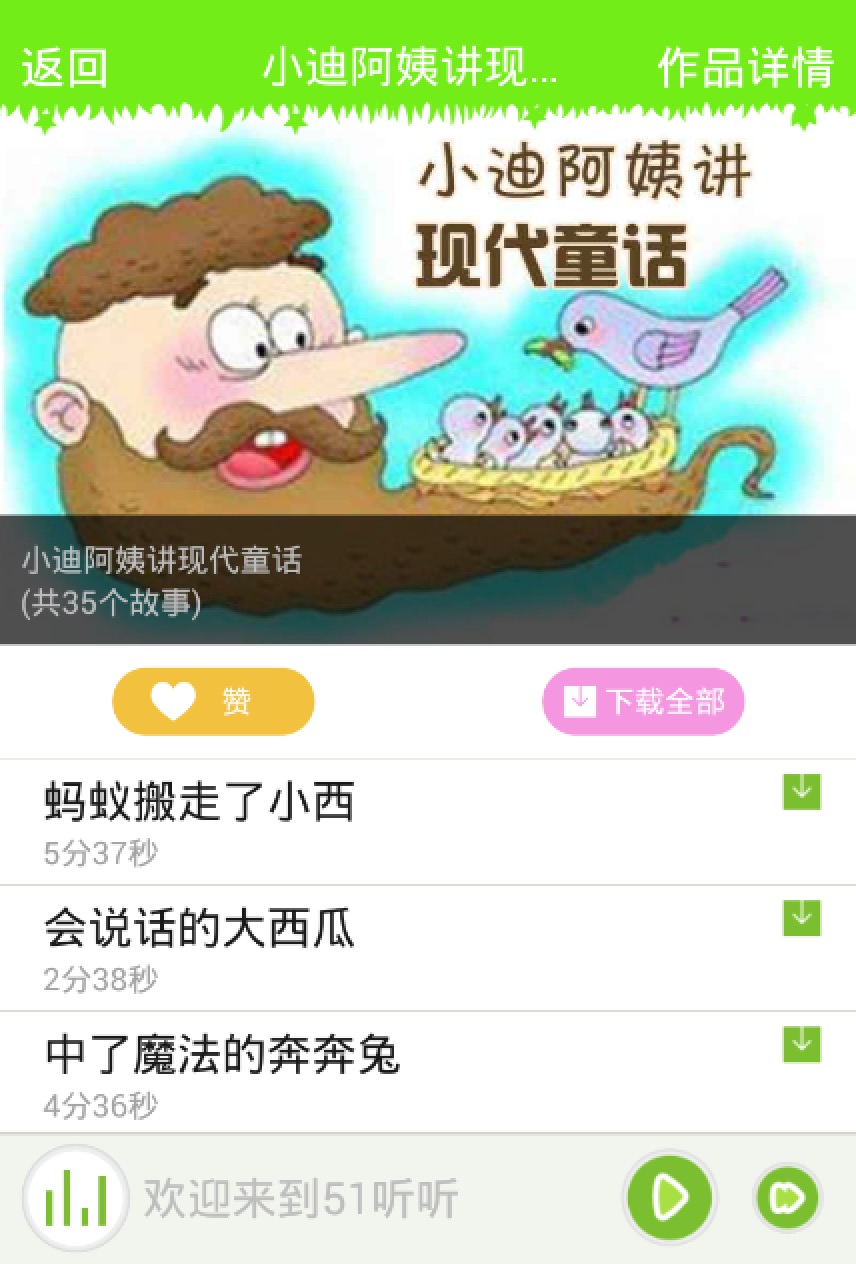 返回
小迪阿姨讲现...
作品详情
小迪阿姨讲
现代童话
小迪阿姨讲现代童话
(共35个故事)
赞
下载全部
蚂蚁搬走了小西
5分37秒
会说话的大西瓜
2分38秒
中了魔法的奔奔兔
4分36秒
欢迎来到51听听